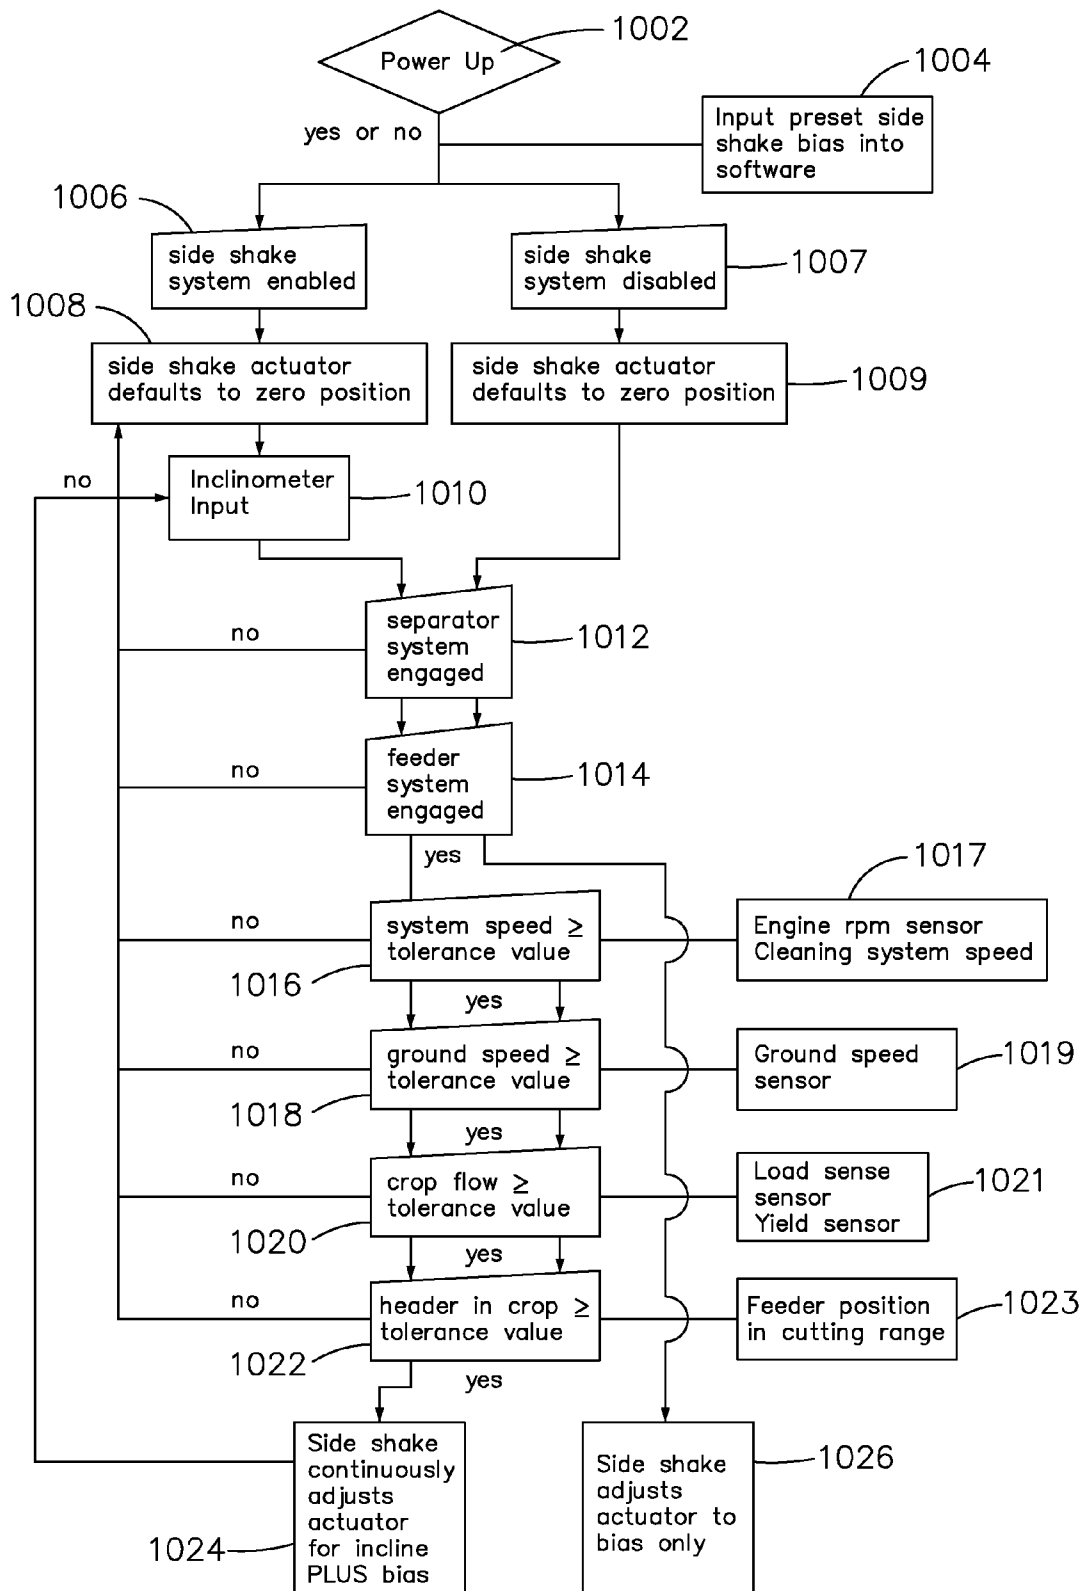 1002
Power Up
1004
yes or no
Input preset side
shake bias into
software
1006
side shake
system enabled
side shake
system disabled
1007
1008
side shake actuator
defaults to zero position
side shake actuator
defaults to zero position
1009
no
Inclinometer
Input
1010
no
separator
system
engaged
1012
no
feeder
system
engaged
1014
yes
1017
no
system speed ≥
tolerance value
Engine rpm sensor
Cleaning system speed
1016
yes
no
ground speed ≥
tolerance value
Ground speed
sensor
1019
1018
yes
no
crop flow ≥
tolerance value
Load sense
sensor
Yield sensor
1021
1020
yes
no
header in crop ≥
tolerance value
Feeder position
in cutting range
1023
1022
yes
Side shake
continuously
adjusts
actuator
for incline
PLUS bias
1024
Side shake
adjusts
actuator to
bias only
1026